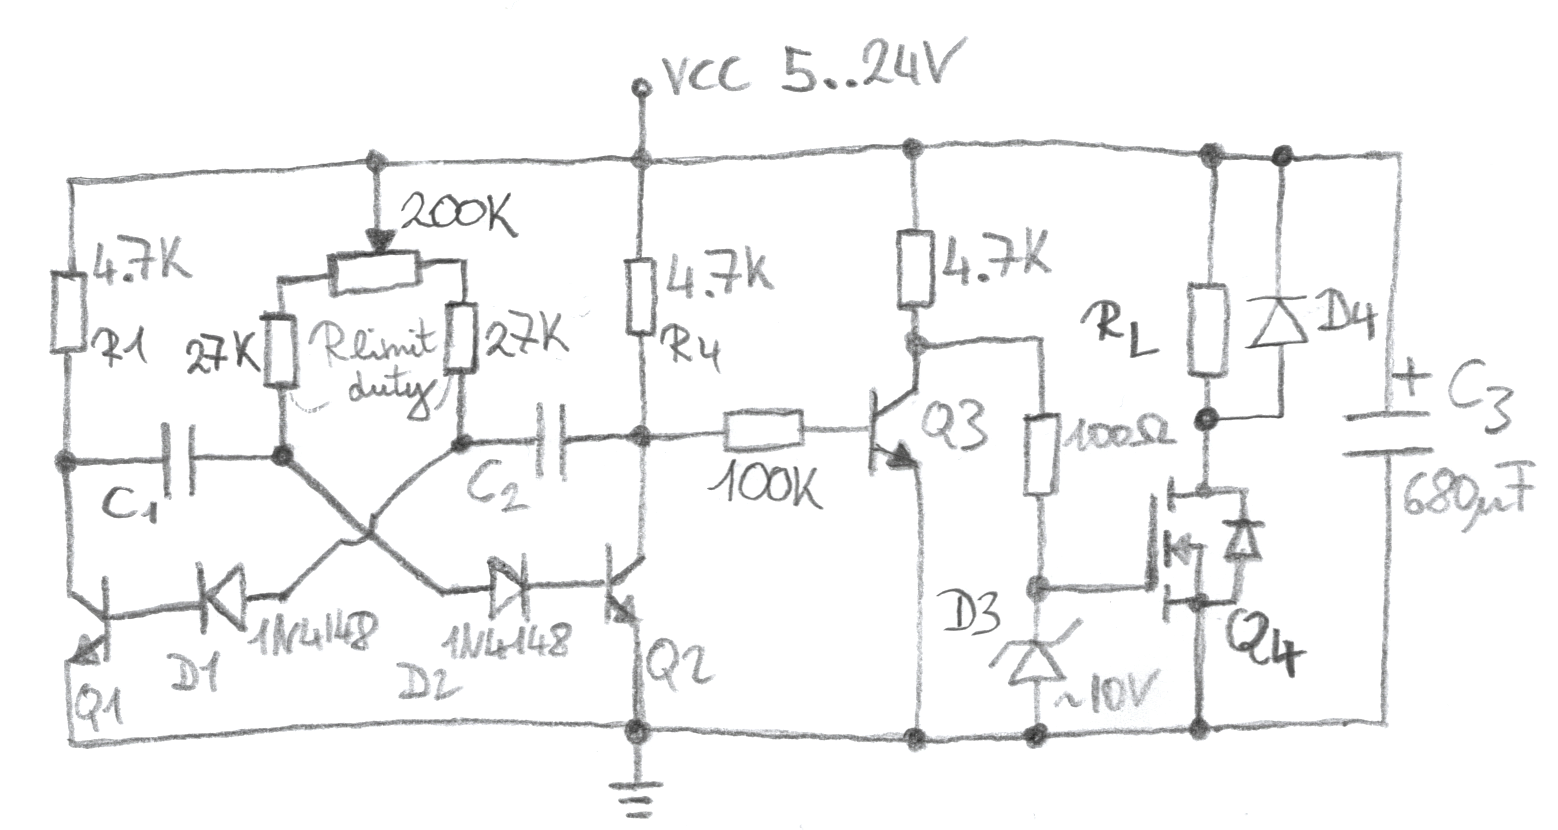 VCC 5..24V
200K
4.7K
R1
27K
Rlimit
duty
27K
4.7K
R4
4.7K
RL
D4
+ C3
680µF
C1
C2
100K
Q3
100Ω
Q1
D1
1N4148
D2
1N4148
Q2
D3
~10V
Q4